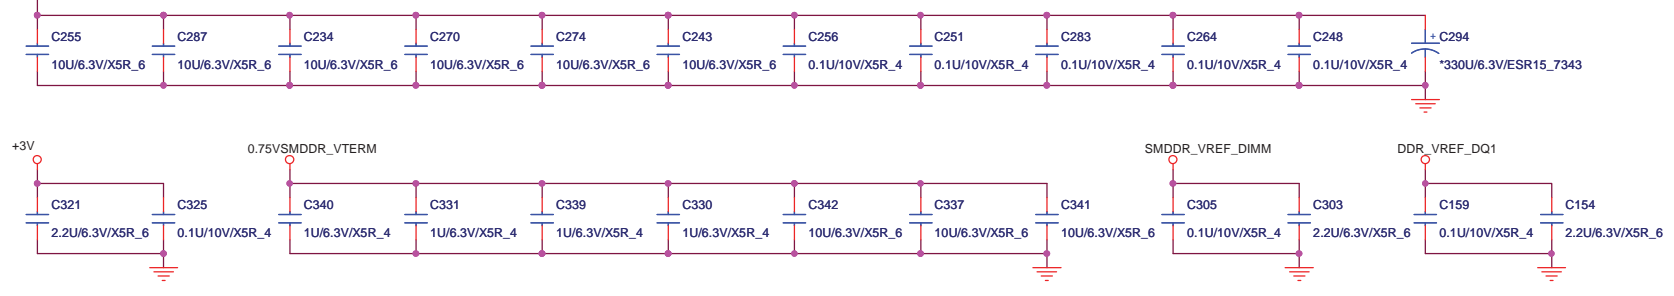 C255 C287 C234 C270 C274 C243 C256 C251 C283 C264 C248 + C294
10U/6.3V/X5R_6 10U/6.3V/X5R_6 10U/6.3V/X5R_6 10U/6.3V/X5R_6 10U/6.3V/X5R_6 10U/6.3V/X5R_6 0.1U/10V/X5R_4 0.1U/10V/X5R_4 0.1U/10V/X5R_4 0.1U/10V/X5R_4 0.1U/10V/X5R_4 *330U/6.3V/ESR15_7343
+3V 0.75VSMDDR_VTERM SMDDR_VREF_DIMM DDR_VREF_DQ1
C321 C325 C340 C331 C339 C330 C342 C337 C341 C305 C303 C159 C154
2.2U/6.3V/X5R_6 0.1U/10V/X5R_4 1U/6.3V/X5R_4 1U/6.3V/X5R_4 1U/6.3V/X5R_4 1U/6.3V/X5R_4 10U/6.3V/X5R_6 10U/6.3V/X5R_6 10U/6.3V/X5R_6 0.1U/10V/X5R_4 2.2U/6.3V/X5R_6 0.1U/10V/X5R_4 2.2U/6.3V/X5R_6